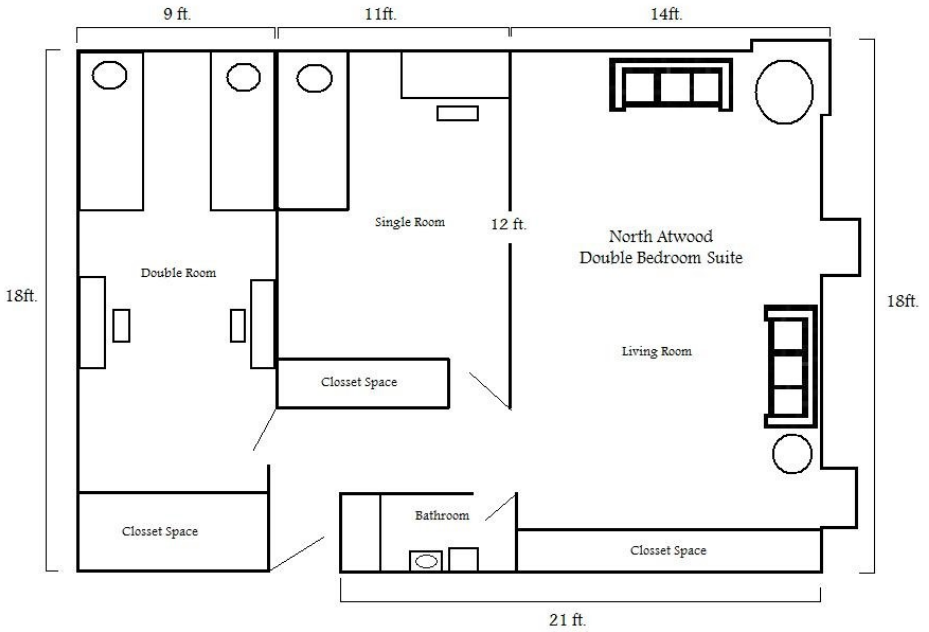 9 ft.
11ft.
14ft.
Single Room
12 ft.
North Atwood
Double Bedroom Suite
Double Room
18ft.
18ft.
Living Room
Closset Space
Bathroom
Closset Space
Closset Space
21 ft.